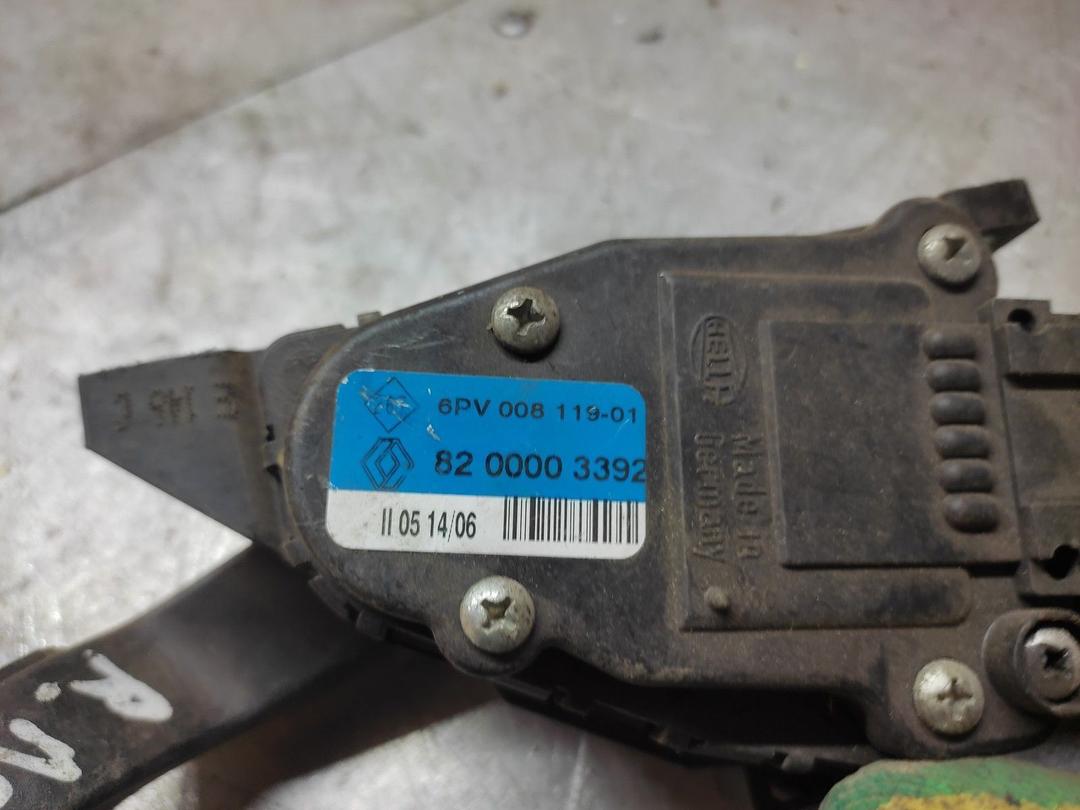 6PV 008 119-01
82 0000 3392
II 05 14/06
HELLA
Made in
Germany